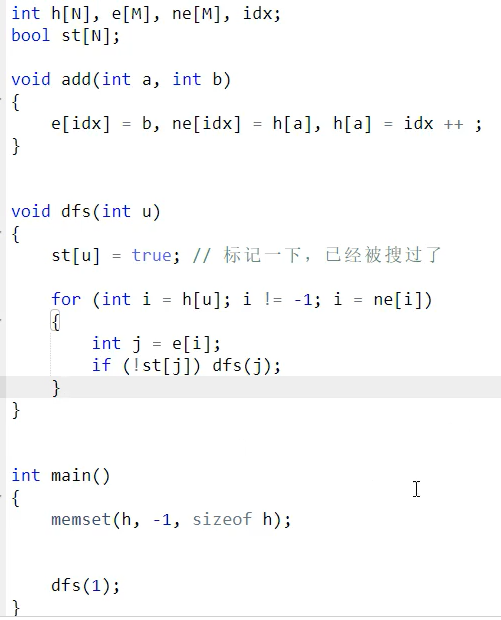 int h[N], e[M], ne[M], idx;
bool st[N];
void add(int a, int b)
{
    e[idx] = b, ne[idx] = h[a], h[a] = idx ++ ;
}
void dfs(int u)
{
    st[u] = true; // 标记一下，已经被搜过了
    for (int i = h[u]; i != -1; i = ne[i])
    {
        int j = e[i];
        if (!st[j]) dfs(j);
    }
}
int main()
{
    memset(h, -1, sizeof h);
    dfs(1);
}